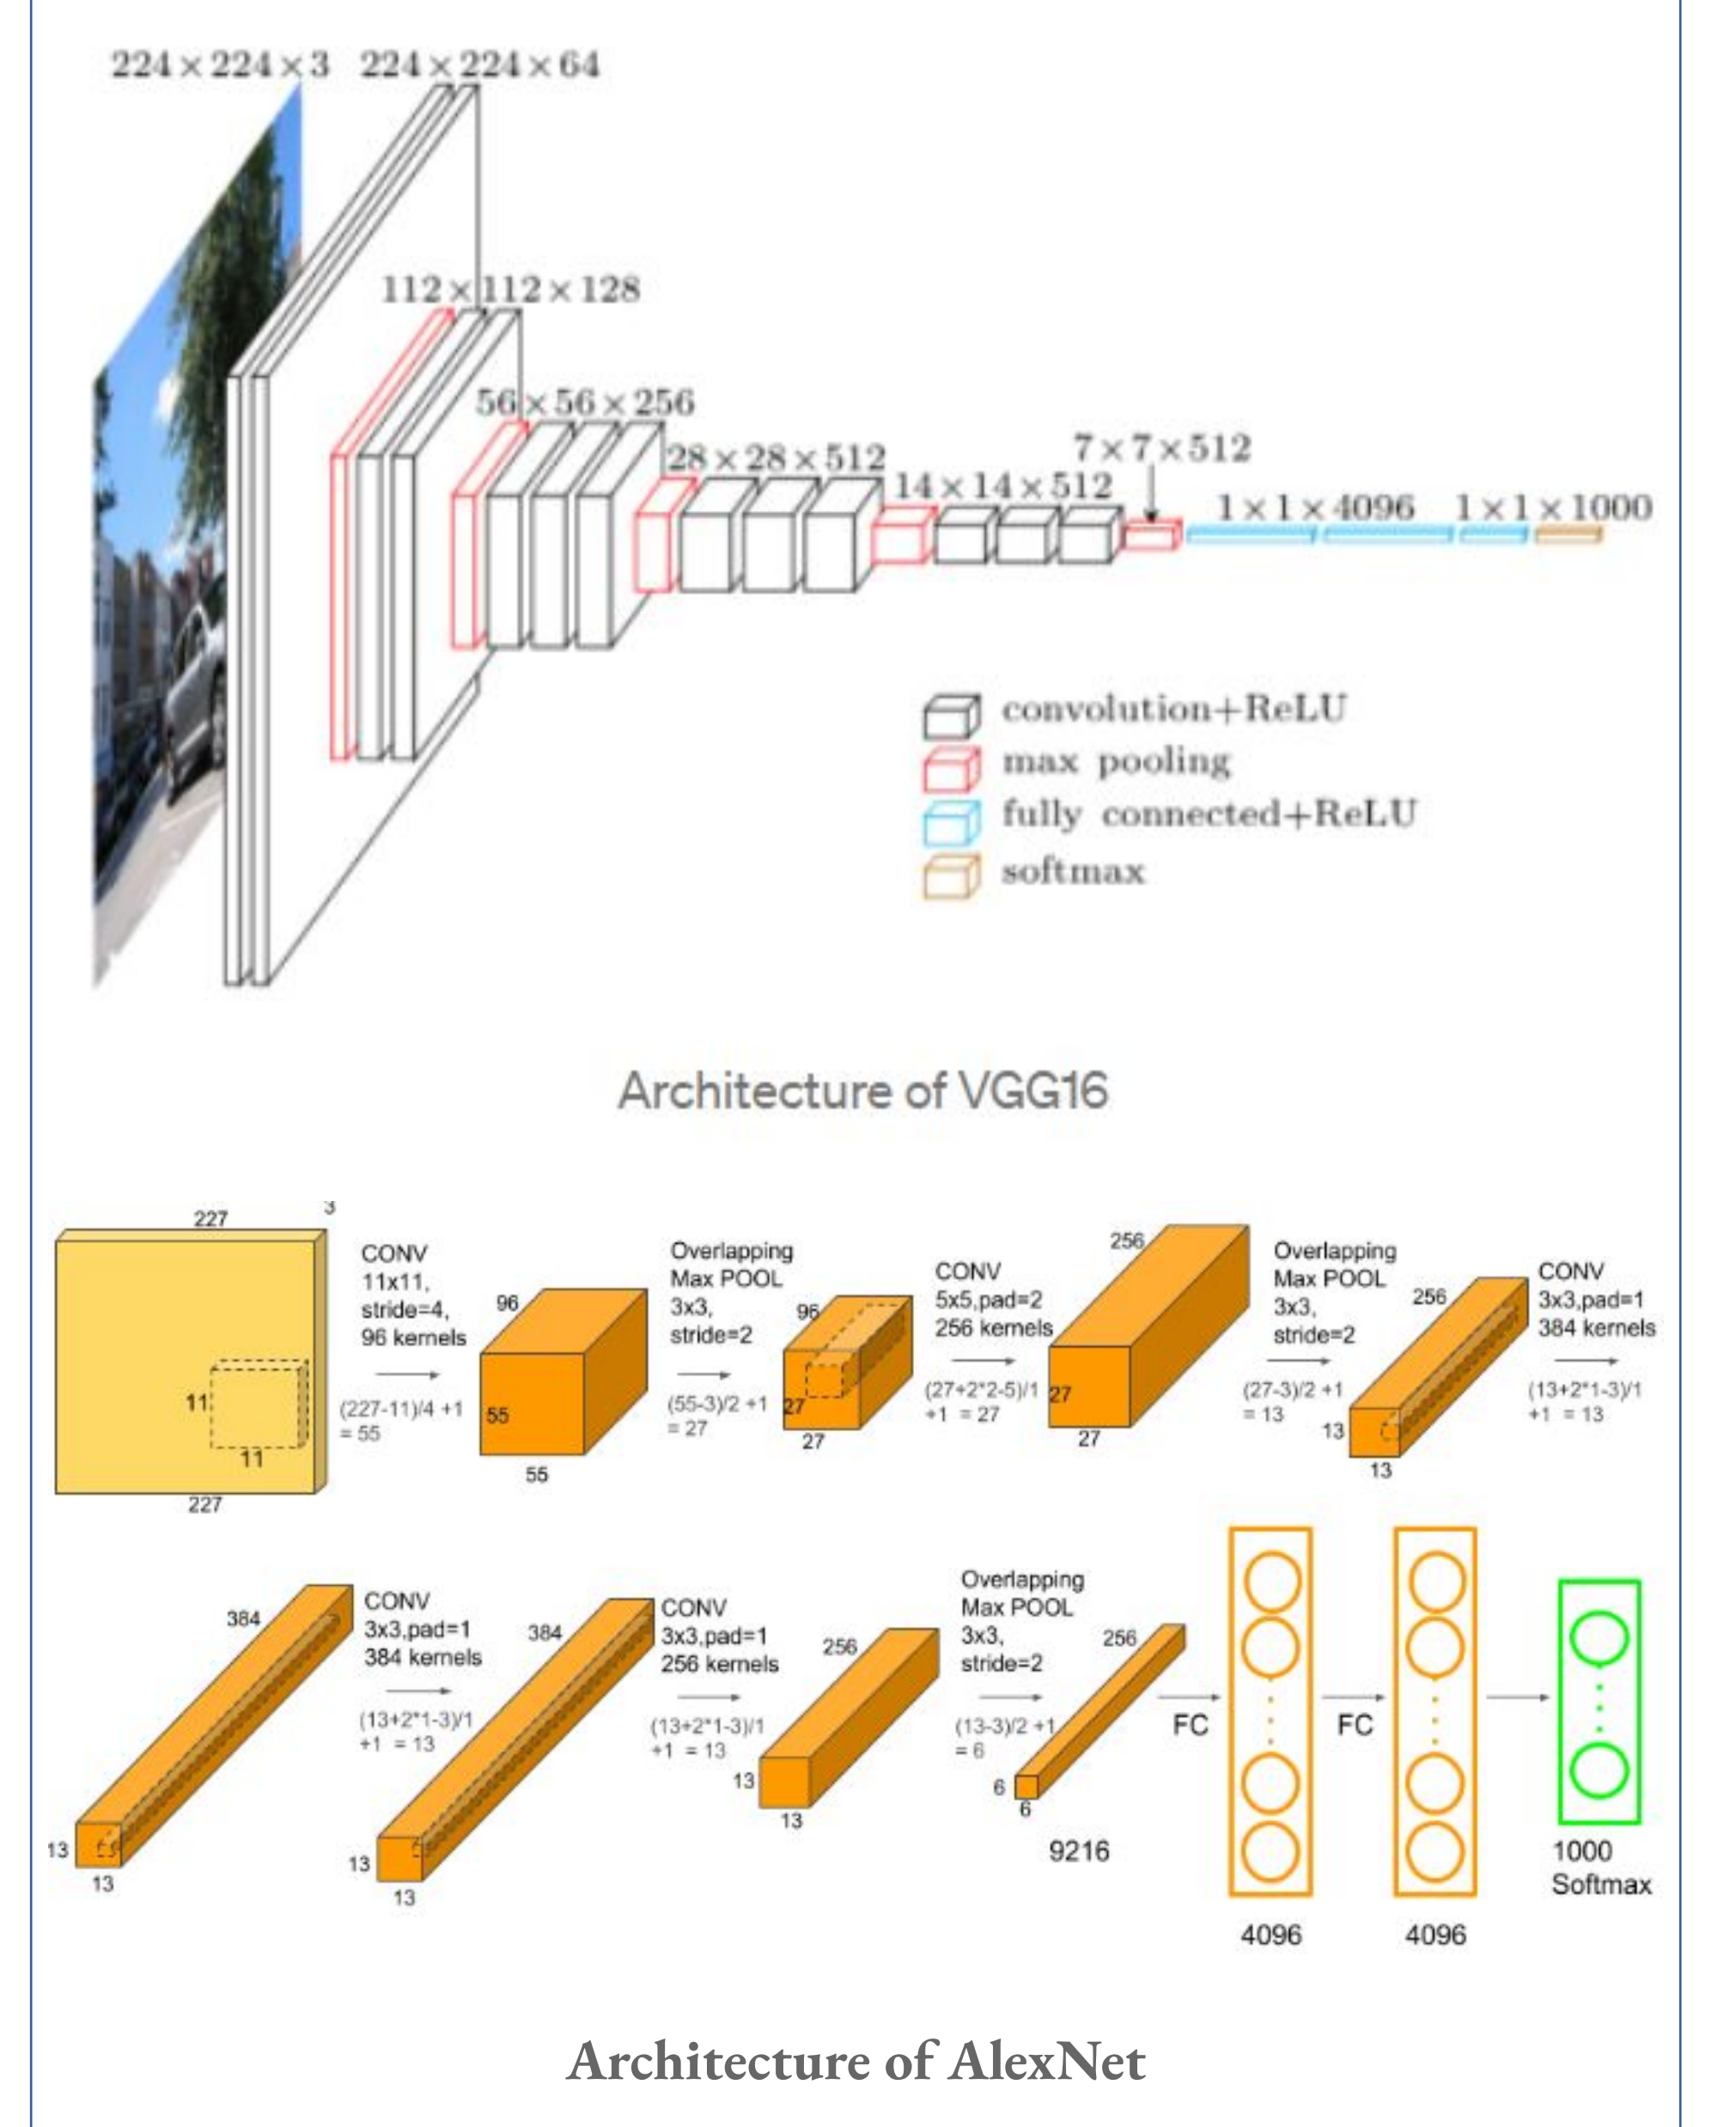 224 × 224 × 3 224 × 224 × 64
112 × 112 × 128
56 × 56 × 256
28 × 28 × 512
14 × 14 × 512
7 × 7 × 512
1 × 1 × 4096 1 × 1 × 1000
convolution+ReLU
max pooling
fully connected+ReLU
softmax
Architecture of VGG16
227
3
11
11
227
CONV
11x11,
stride=4,
96 kernels
(227-11)/4 +1
= 55
96
55
55
Overlapping
Max POOL
3x3,
stride=2
(55-3)/2 +1
= 27
96
27
27
CONV
5x5,pad=2
256 kernels
(27+2*2-5)/1
+1 = 27
256
27
27
Overlapping
Max POOL
3x3,
stride=2
(27-3)/2 +1
= 13
256
13
13
CONV
3x3,pad=1
384 kernels
(13+2*1-3)/1
+1 = 13
384
13
13
CONV
3x3,pad=1
384 kernels
(13+2*1-3)/1
+1 = 13
384
13
13
CONV
3x3,pad=1
256 kernels
(13+2*1-3)/1
+1 = 13
256
13
13
Overlapping
Max POOL
3x3,
stride=2
(13-3)/2 +1
= 6
256
6
6
9216
FC
4096
FC
4096
1000
Softmax
Architecture of AlexNet